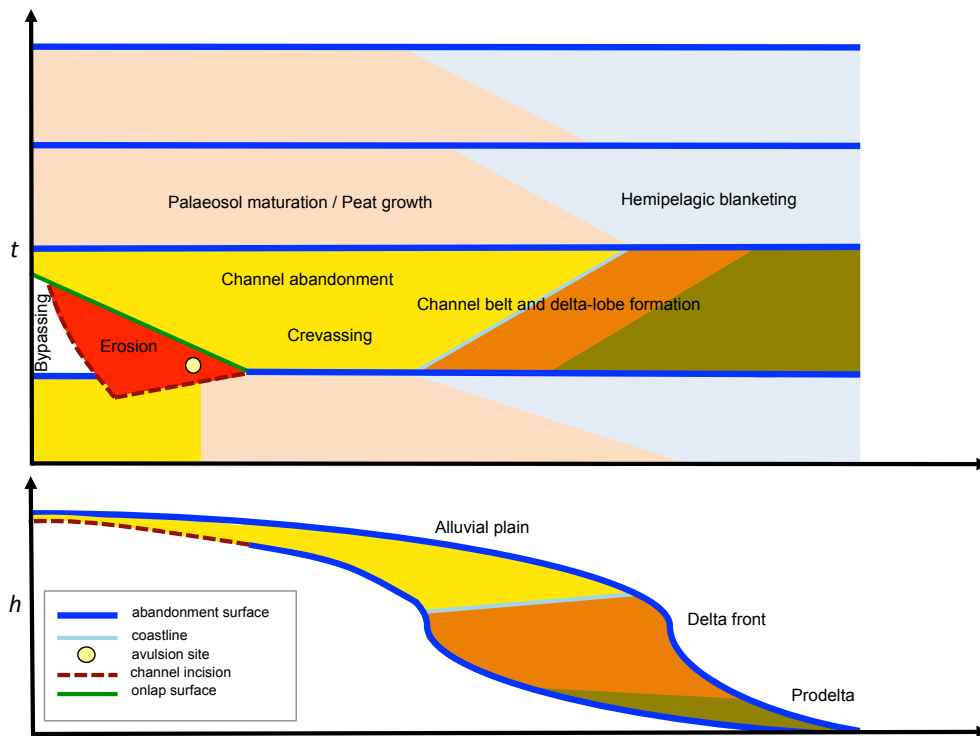 Palaeosol maturation / Peat growth
Hemipelagic blanketing
t
Channel abandonment
Channel belt and delta-lobe formation
Bypassing
Crevassing
Erosion
Alluvial plain
h
abandonment surface
coastline
avulsion site
channel incision
onlap surface
Delta front
Prodelta